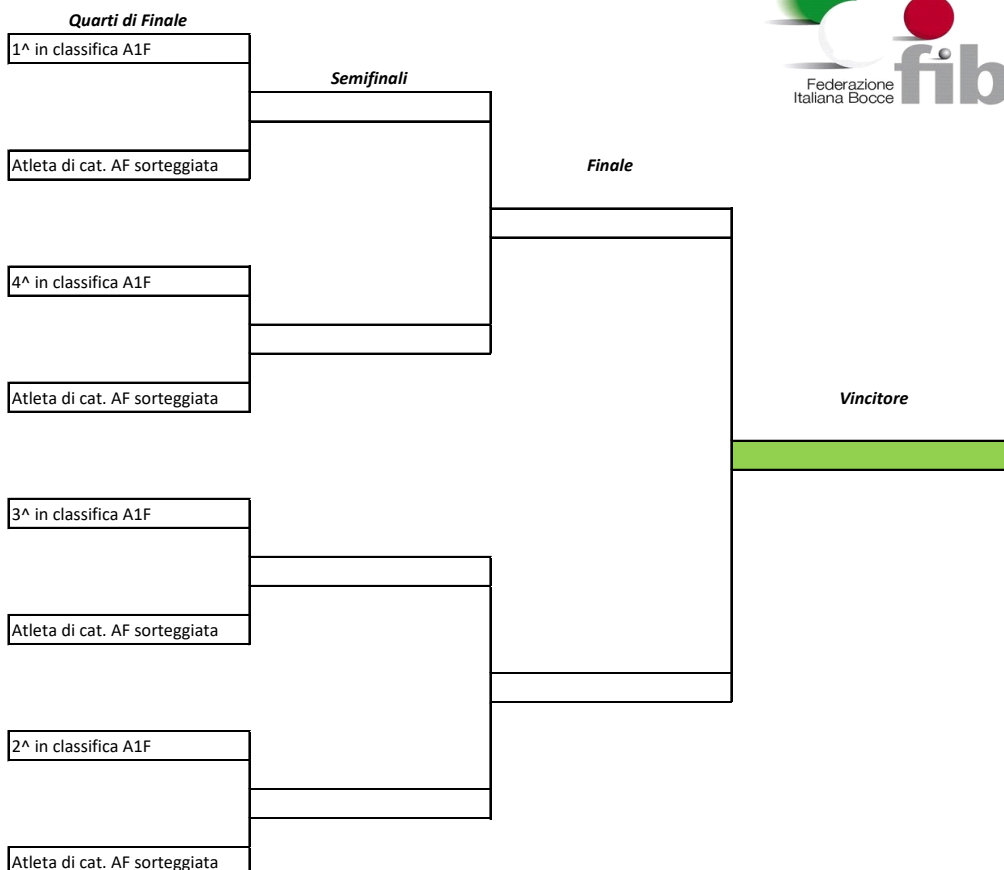 Quarti di Finale
1^ in classifica A1F
Semifinali
Federazione
Italiana Bocce
fib
Atleta di cat. AF sorteggiata
Finale
4^ in classifica A1F
Atleta di cat. AF sorteggiata
Vincitore
3^ in classifica A1F
Atleta di cat. AF sorteggiata
2^ in classifica A1F
Atleta di cat. AF sorteggiata